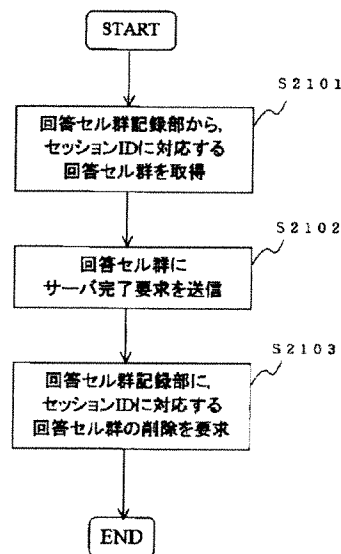 START
S2101
回答セル群記録部から,
セッションIDに対応する
回答セル群を取得
S2102
回答セル群に
サーバ完了要求を送信
S2103
回答セル群記録部に,
セッションIDに対応する
回答セル群の削除を要求
END